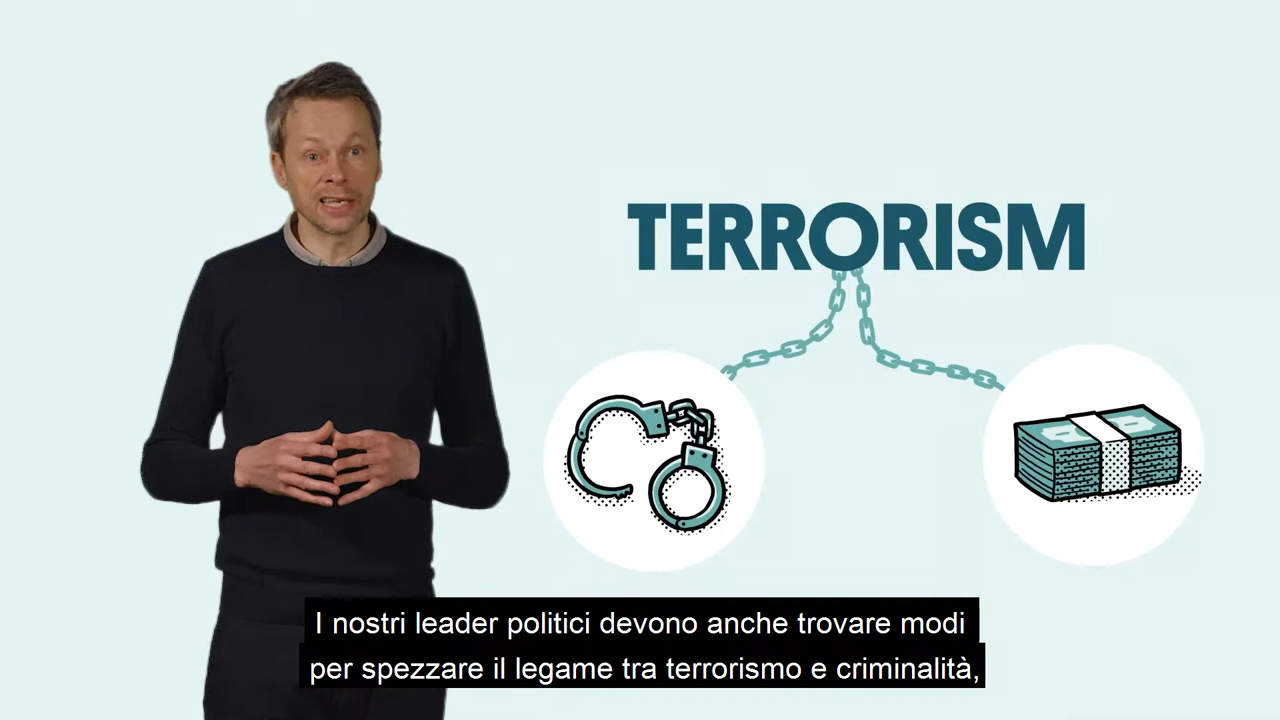 TERRORISM
I nostri leader politici devono anche trovare modi
per spezzare il legame tra terrorismo e criminalità,